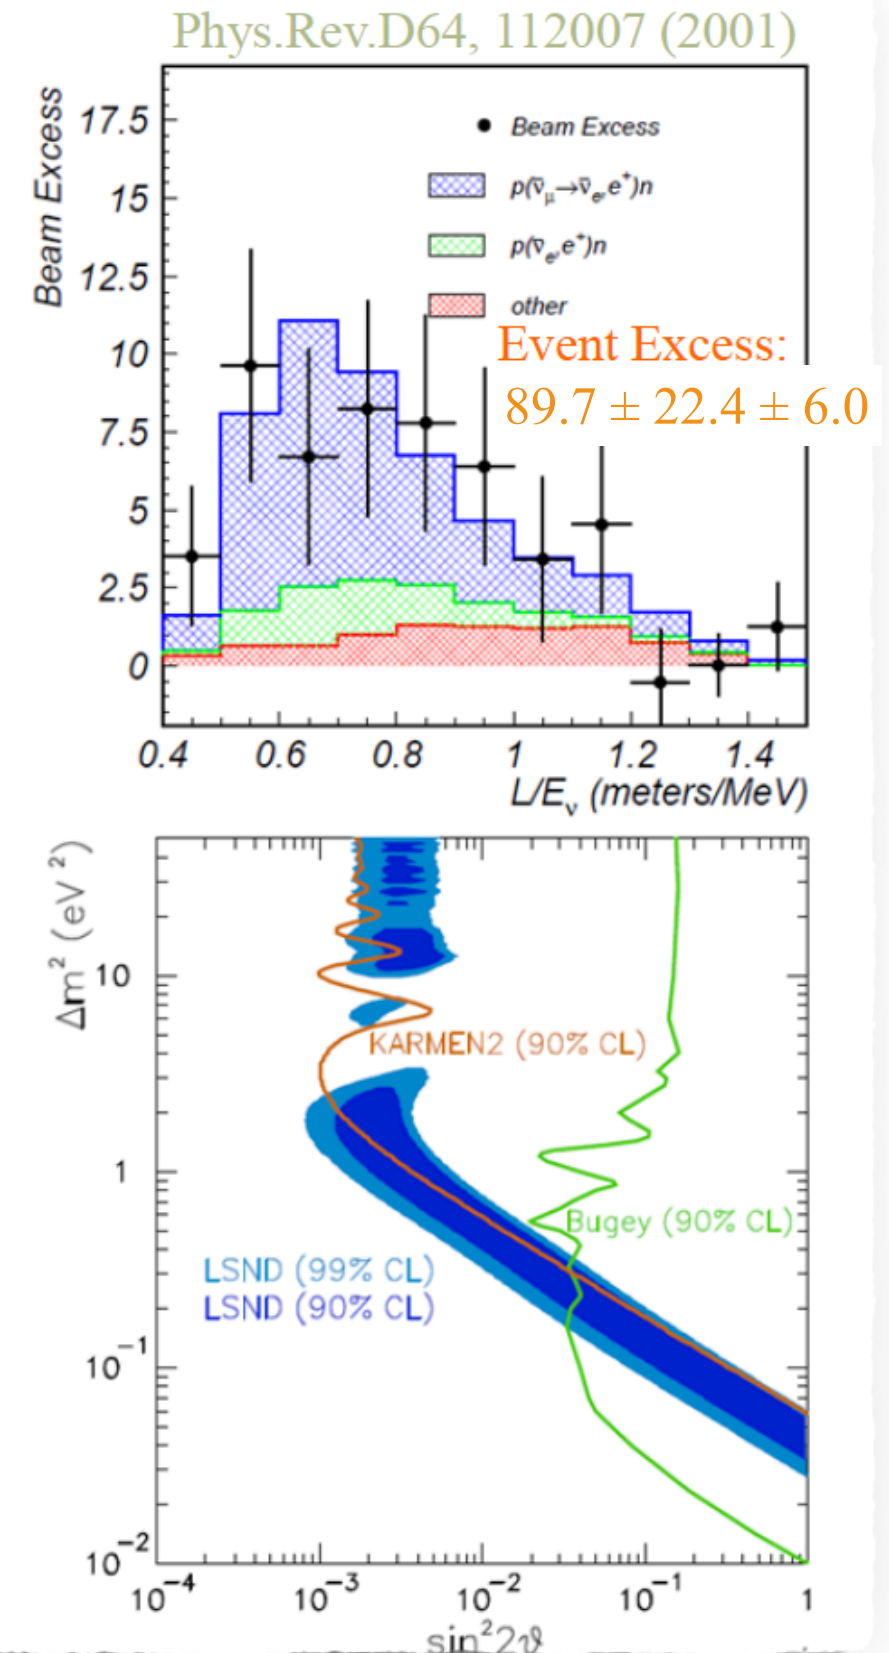 Phys.Rev.D64, 112007 (2001)
Beam Excess
17.5
15
12.5
10
7.5
5
2.5
0
Beam Excess
p(ν̄μ→ν̄e,e⁺)n
p(ν̄e,e⁺)n
other
Event Excess:
89.7 ± 22.4 ± 6.0
0.4 0.6 0.8 1 1.2 1.4
L/Eν (meters/MeV)
Δm² (eV²)
10
1
10⁻¹
10⁻²
KARMEN2 (90% CL)
Bugey (90% CL)
LSND (99% CL)
LSND (90% CL)
10⁻⁴ 10⁻³ 10⁻² 10⁻¹ 1
sin²2ϑ